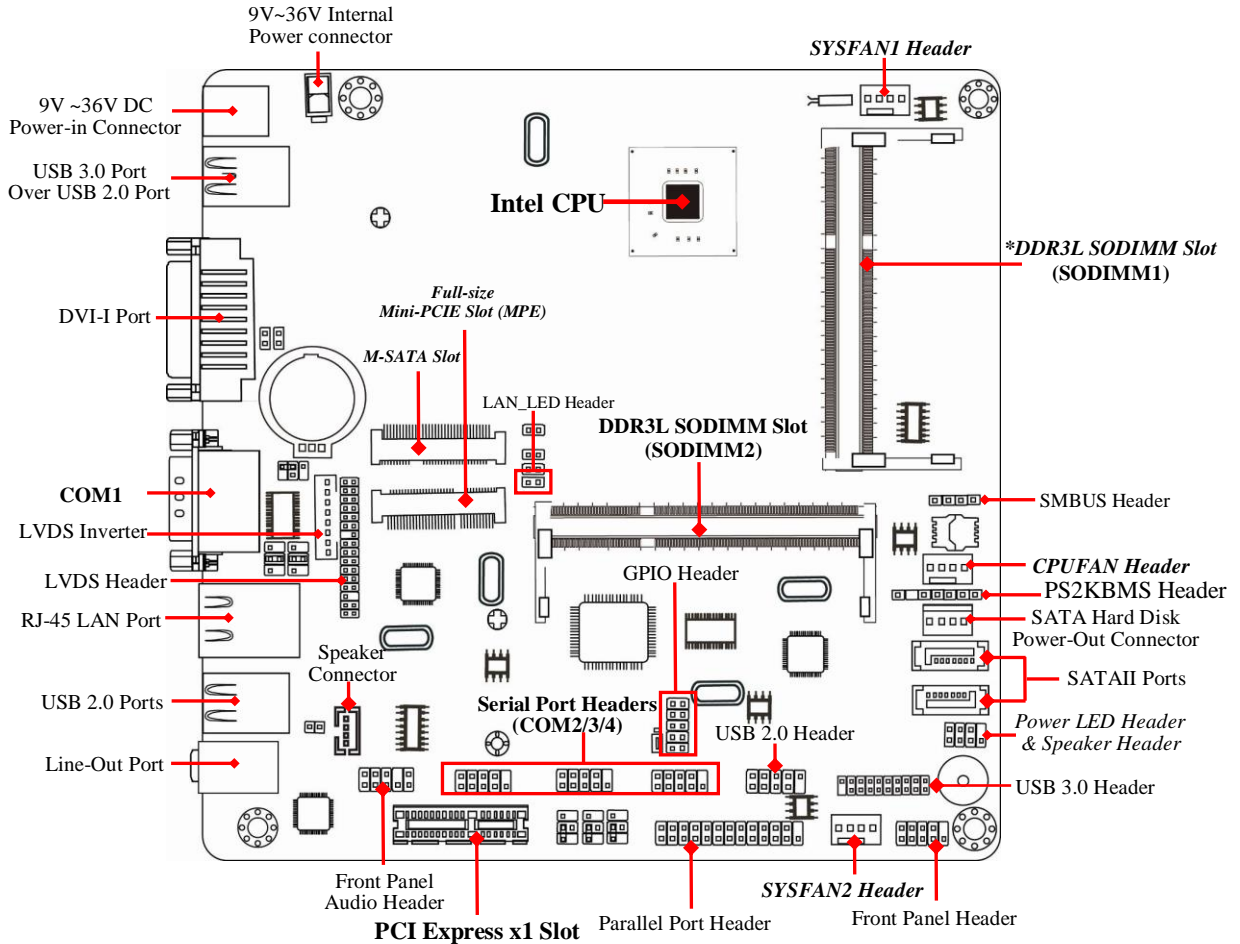 9V~36V Internal
Power connector
SYSFAN1 Header
9V ~36V DC
Power-in Connector
USB 3.0 Port
Over USB 2.0 Port
Intel CPU
*DDR3L SODIMM Slot
(SODIMM1)
Full-size
Mini-PCIE Slot (MPE)
DVI-I Port
M-SATA Slot
LAN_LED Header
DDR3L SODIMM Slot
(SODIMM2)
COM1
SMBUS Header
LVDS Inverter
CPUFAN Header
LVDS Header
GPIO Header
PS2KBMS Header
RJ-45 LAN Port
SATA Hard Disk
Power-Out Connector
Speaker
Connector
SATAII Ports
USB 2.0 Ports
Serial Port Headers
(COM2/3/4)
USB 2.0 Header
Power LED Header
& Speaker Header
Line-Out Port
USB 3.0 Header
Front Panel
Audio Header
SYSFAN2 Header
PCI Express x1 Slot
Parallel Port Header
Front Panel Header